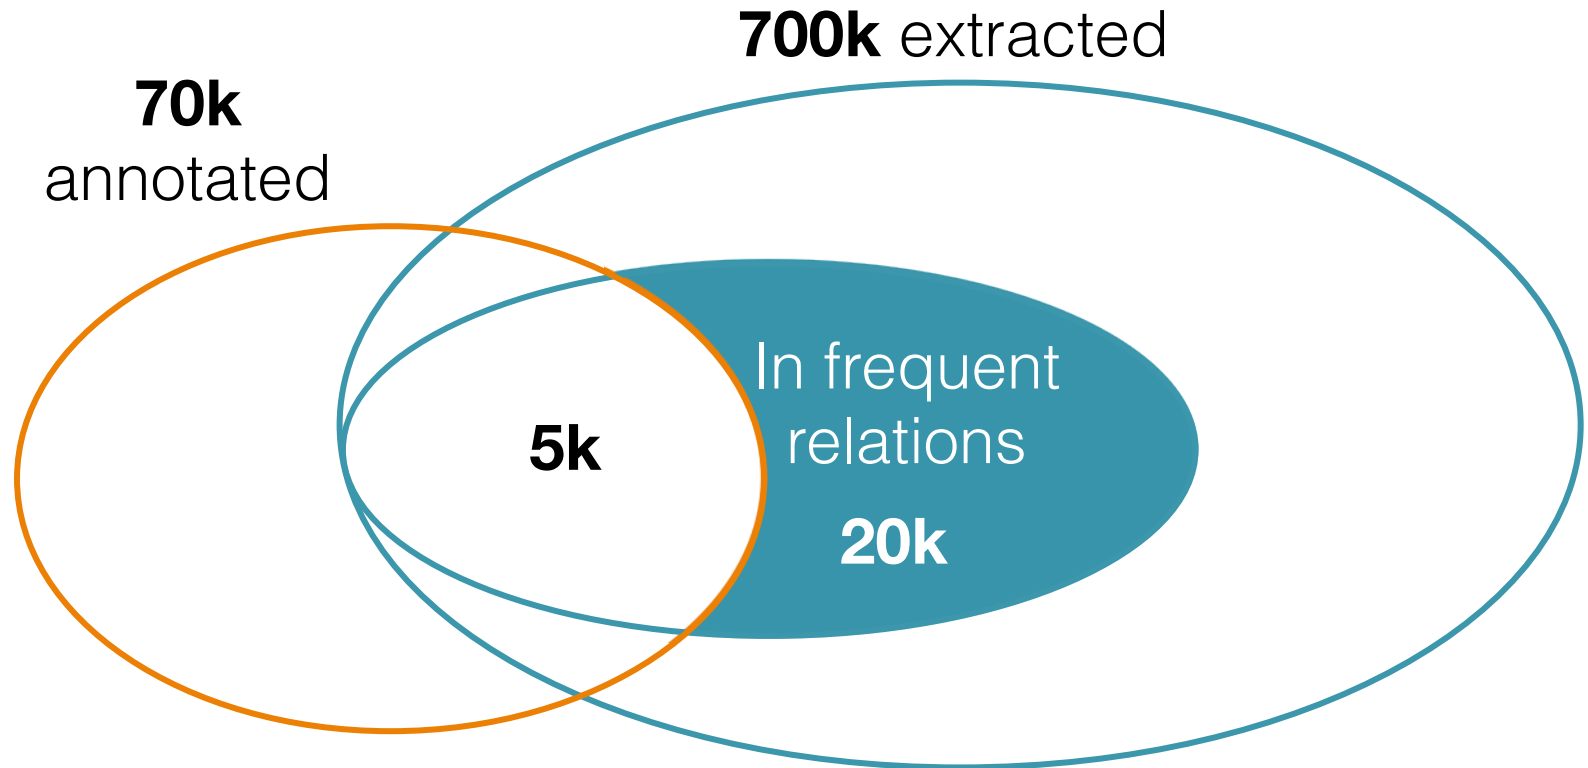 700k extracted
70k
annotated
In frequent
relations
5k
20k